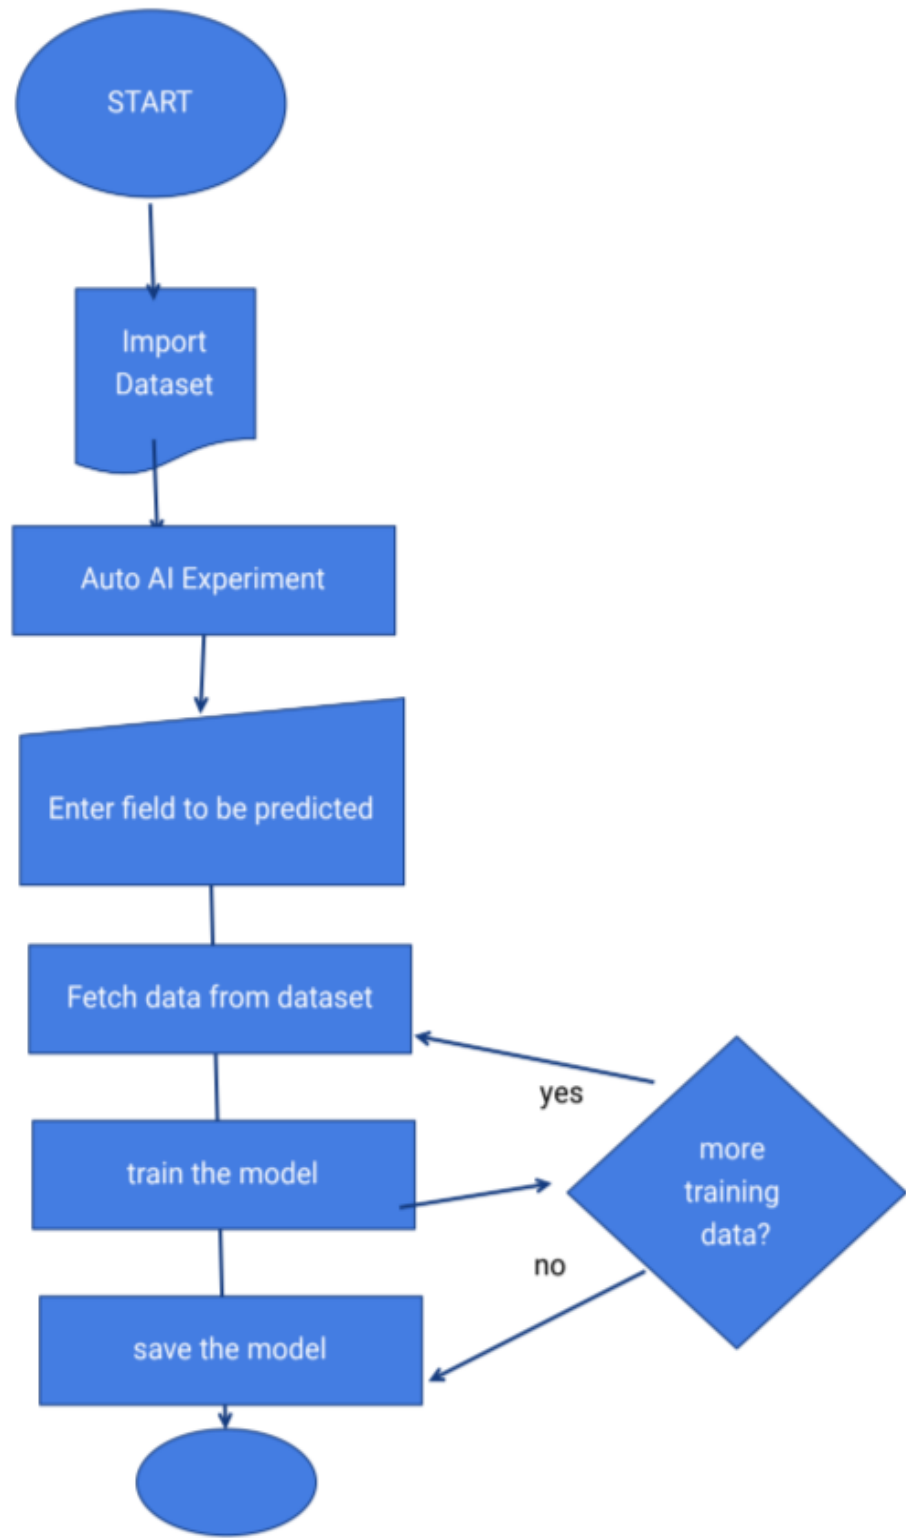 START
Import
Dataset
Auto AI Experiment
Enter field to be predicted
Fetch data from dataset
yes
more
training
data?
train the model
no
save the model